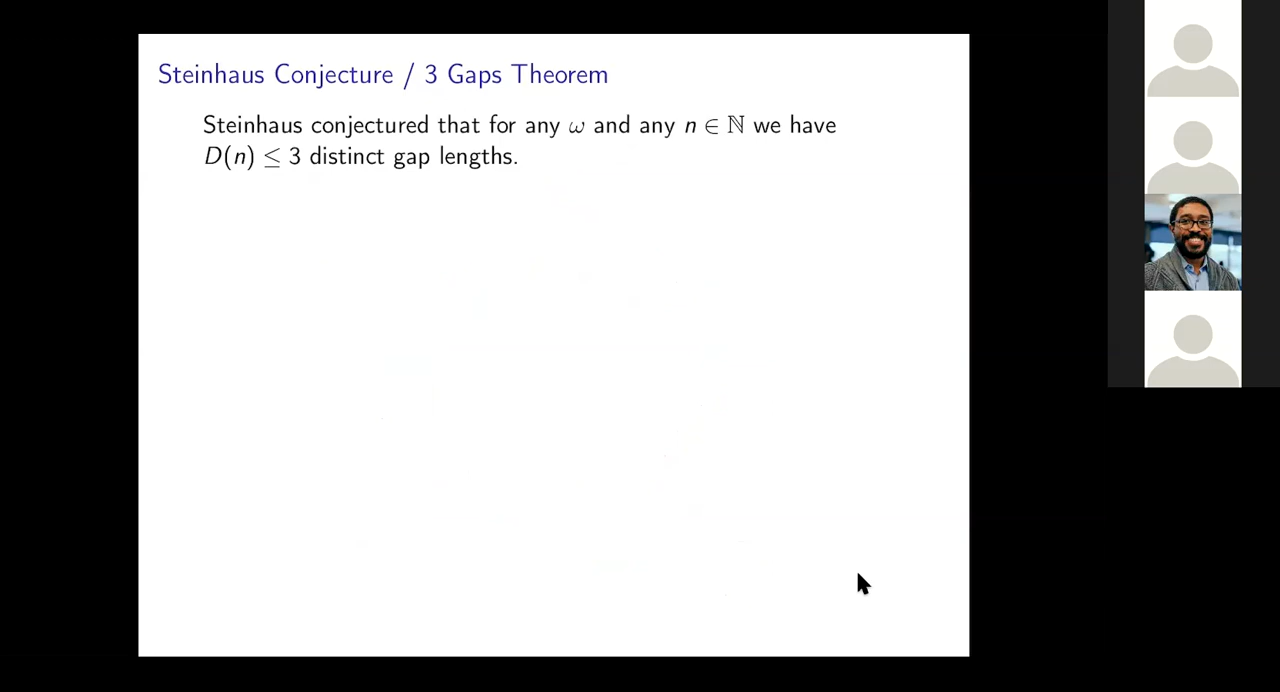 Steinhaus Conjecture / 3 Gaps Theorem
Steinhaus conjectured that for any ω and any n ∈ ℕ we have
D(n) ≤ 3 distinct gap lengths.